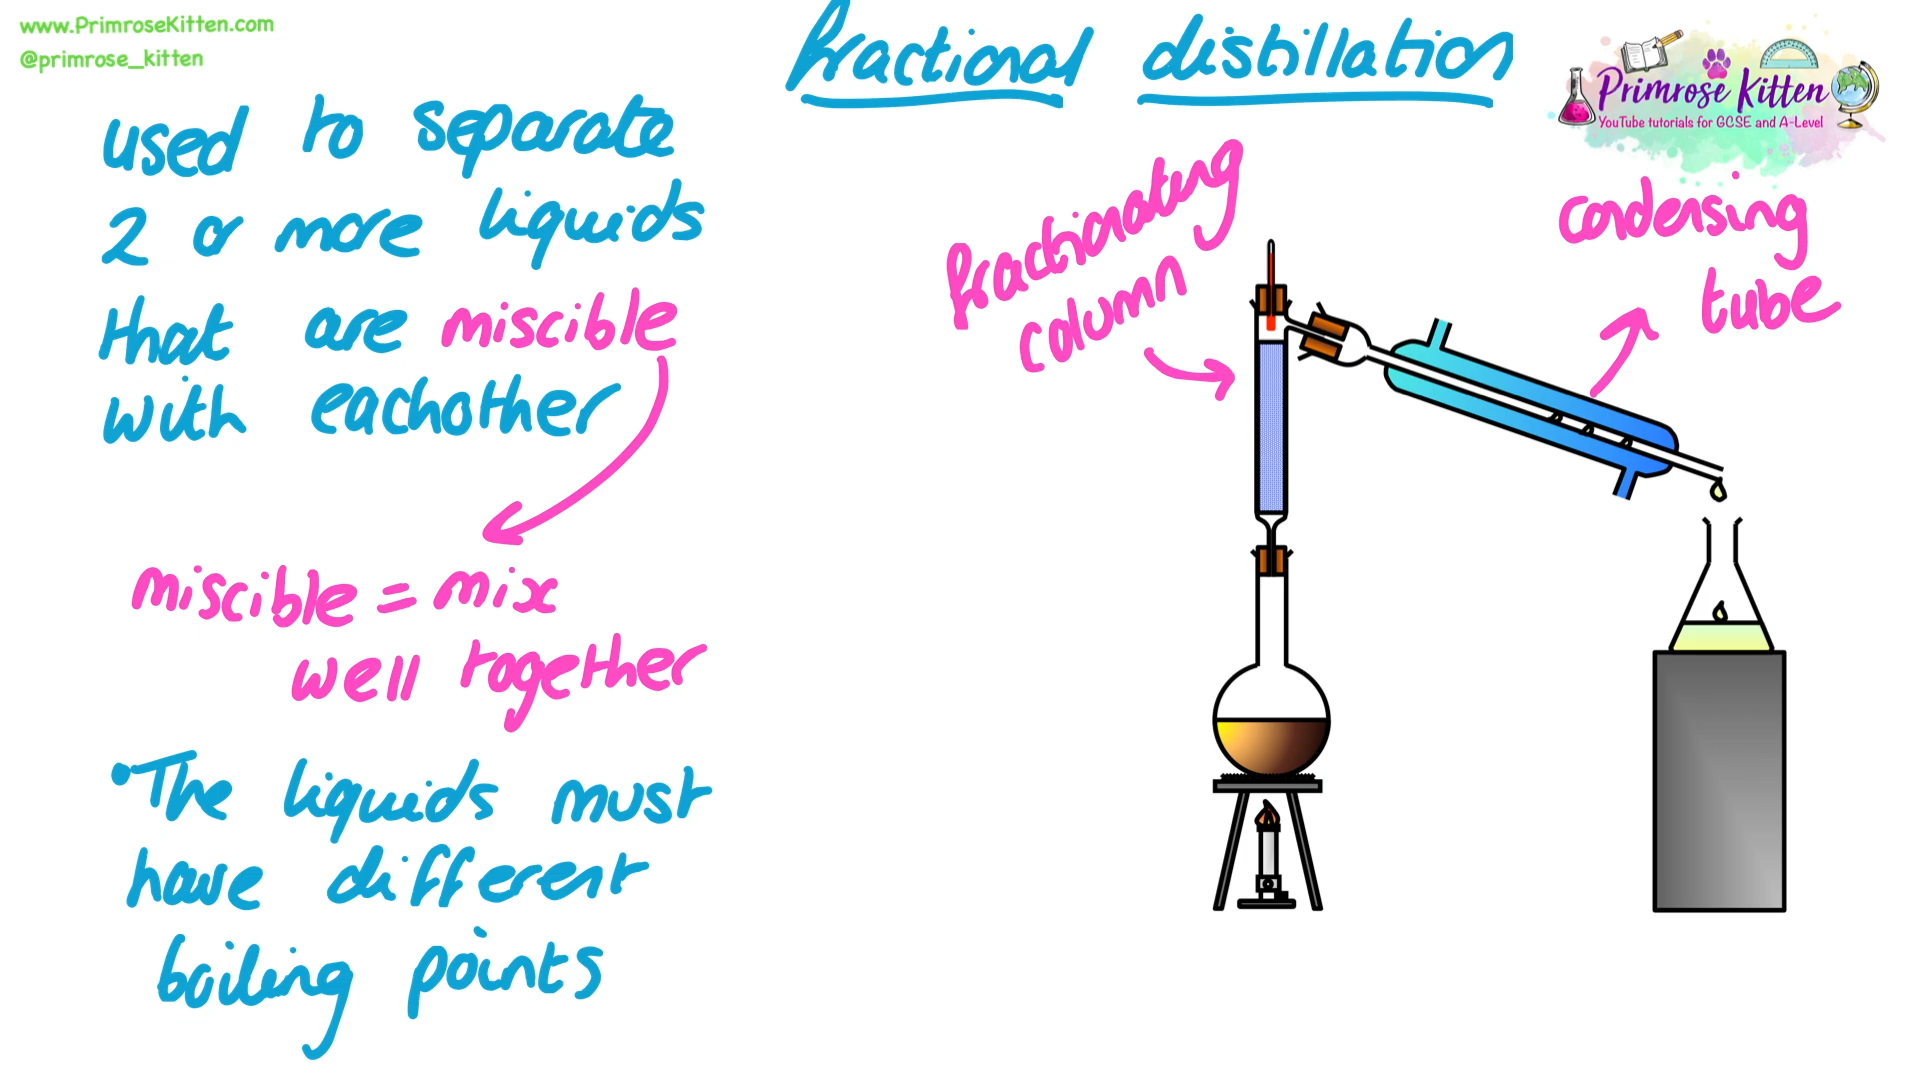 www.PrimroseKitten.com
@primrose_kitten
fractional distillation
Primrose Kitten
YouTube tutorials for GCSE and A-Level
used to separate
2 or more liquids
that are miscible
with eachother
miscible = mix
well together
•The liquids must
have different
boiling points
fractionating
column
condensing
tube